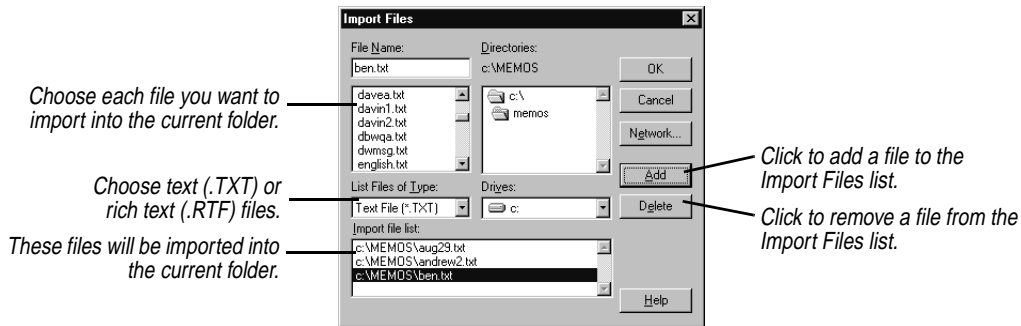 Import Files
File Name:
ben.txt
davea.txt
davin1.txt
davin2.txt
dbwqa.txt
dwmsg.txt
english.txt
List Files of Type:
Text File (*.TXT)
Directories:
c:\MEMOS
c:\
memos
Drives:
c:
Import file list:
c:\MEMOS\aug29.txt
c:\MEMOS\andrew2.txt
c:\MEMOS\ben.txt
OK
Cancel
Network...
Add
Delete
Help
Choose each file you want to
import into the current folder.
Choose text (.TXT) or
rich text (.RTF) files.
These files will be imported into
the current folder.
Click to add a file to the
Import Files list.
Click to remove a file from the
Import Files list.